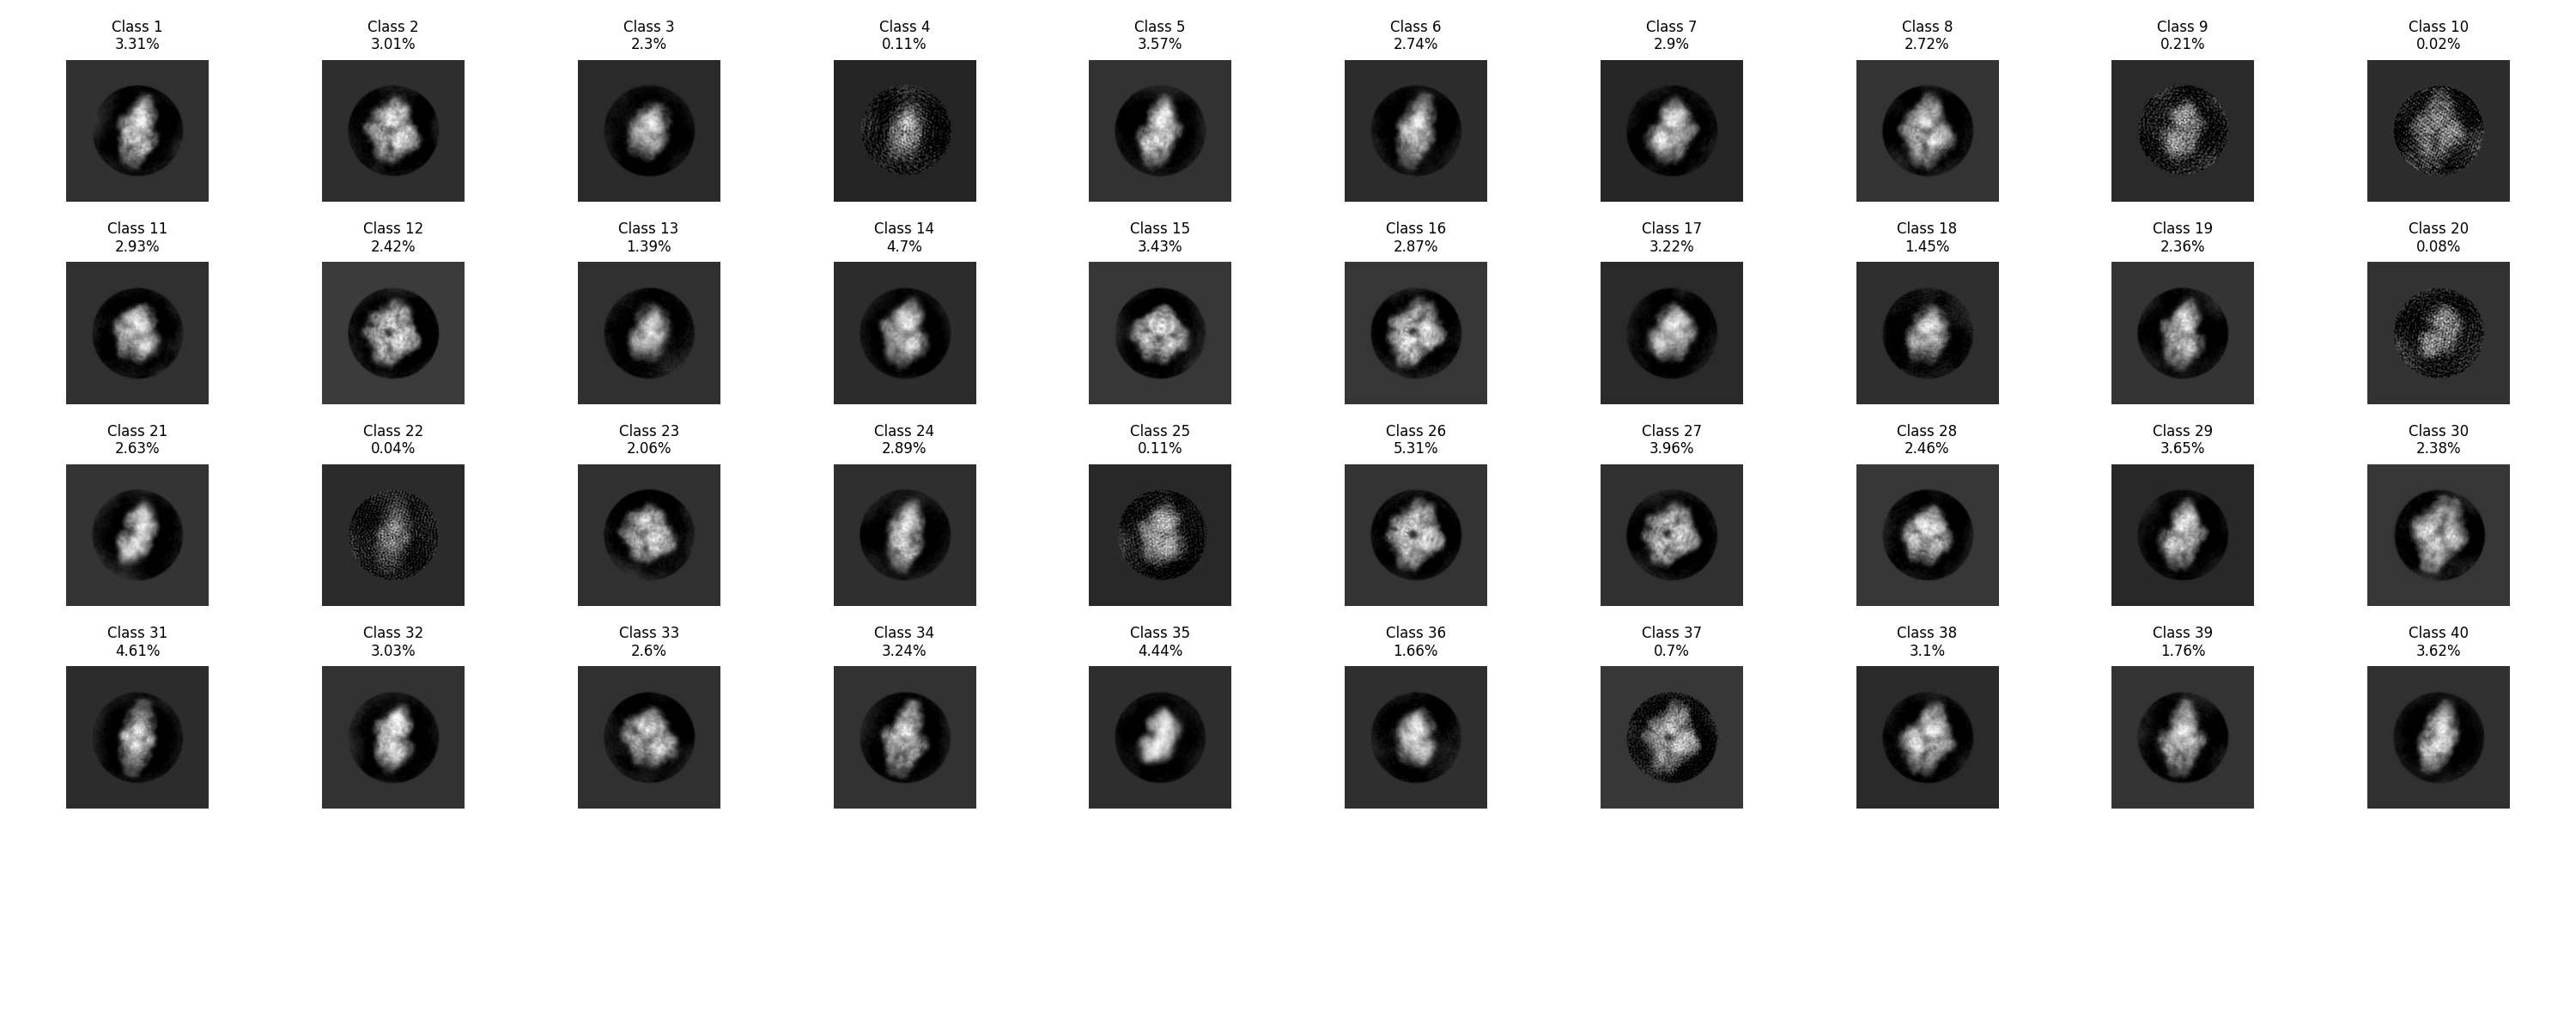 Class 1
3.31%
Class 2
3.01%
Class 3
2.3%
Class 4
0.11%
Class 5
3.57%
Class 6
2.74%
Class 7
2.9%
Class 8
2.72%
Class 9
0.21%
Class 10
0.02%
Class 11
2.93%
Class 12
2.42%
Class 13
1.39%
Class 14
4.7%
Class 15
3.43%
Class 16
2.87%
Class 17
3.22%
Class 18
1.45%
Class 19
2.36%
Class 20
0.08%
Class 21
2.63%
Class 22
0.04%
Class 23
2.06%
Class 24
2.89%
Class 25
0.11%
Class 26
5.31%
Class 27
3.96%
Class 28
2.46%
Class 29
3.65%
Class 30
2.38%
Class 31
4.61%
Class 32
3.03%
Class 33
2.6%
Class 34
3.24%
Class 35
4.44%
Class 36
1.66%
Class 37
0.7%
Class 38
3.1%
Class 39
1.76%
Class 40
3.62%